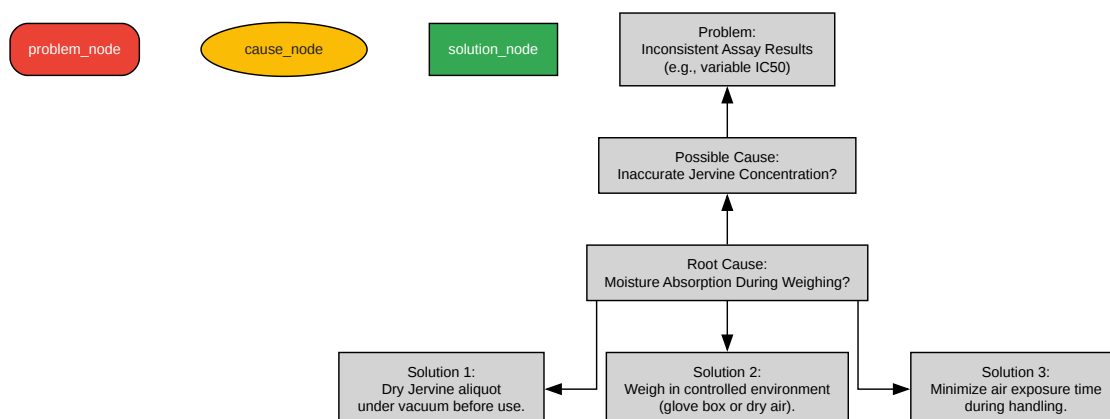 problem_node
cause_node
solution_node
Problem:
Inconsistent Assay Results
(e.g., variable IC50)
Possible Cause:
Inaccurate Jervine Concentration?
Root Cause:
Moisture Absorption During Weighing?
Solution 1:
Dry Jervine aliquot
under vacuum before use.
Solution 2:
Weigh in controlled environment
(glove box or dry air).
Solution 3:
Minimize air exposure time
during handling.